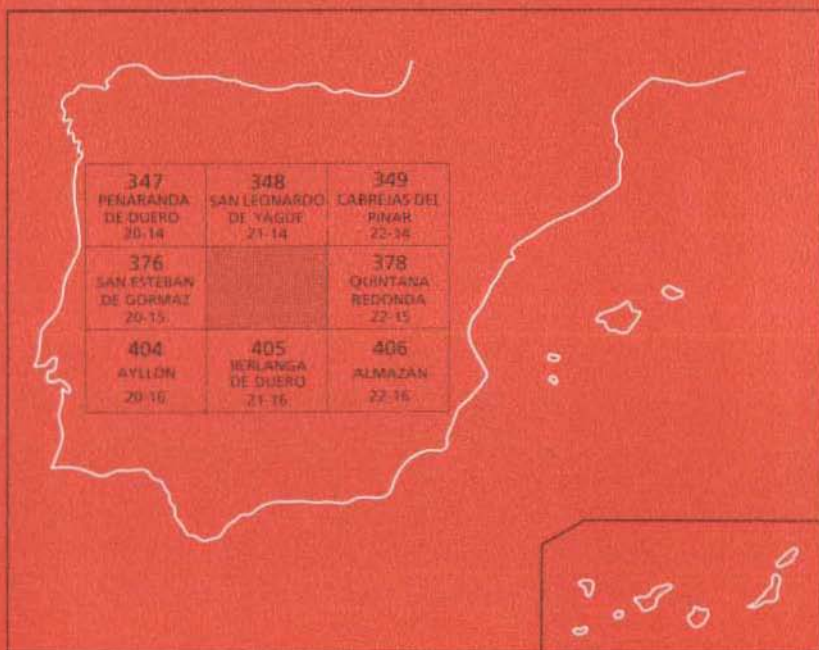 347
PEÑARANDA
DE DUERO
20-14
348
SAN LEONARDO
DE YAGÜE
21-14
349
CABREJAS DEL
PINAR
22-14
376
SAN ESTEBAN
DE GORMAZ
20-15
378
QUINTANA
REDONDA
22-15
404
AYLLON
20-16
405
BERLANGA
DE DUERO
21-16
406
ALMAZAN
22-16